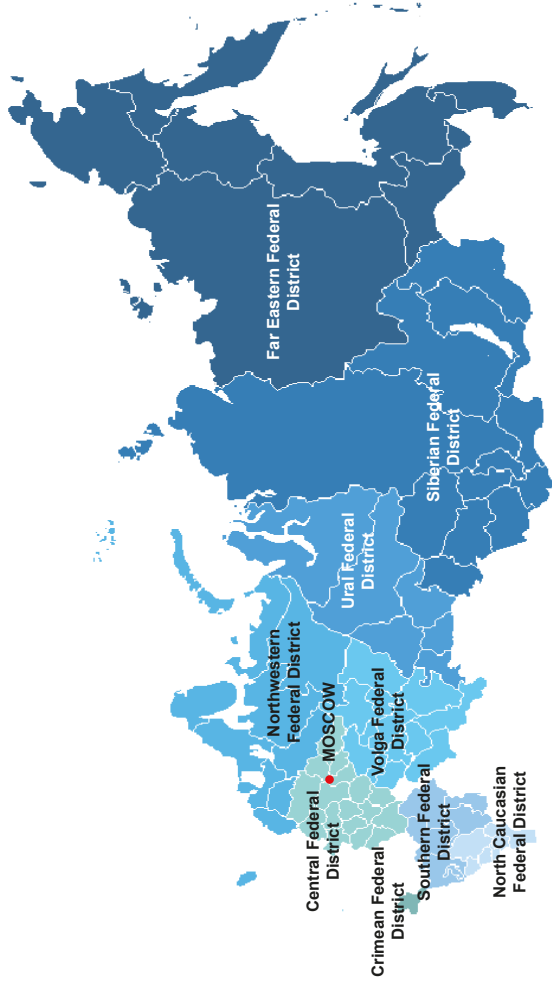 Far Eastern Federal
District
Siberian Federal
District
Ural Federal
District
Northwestern
Federal District
MOSCOW
Volga Federal
District
Central Federal
District
Southern Federal
District
Crimean Federal
District
North Caucasian
Federal District